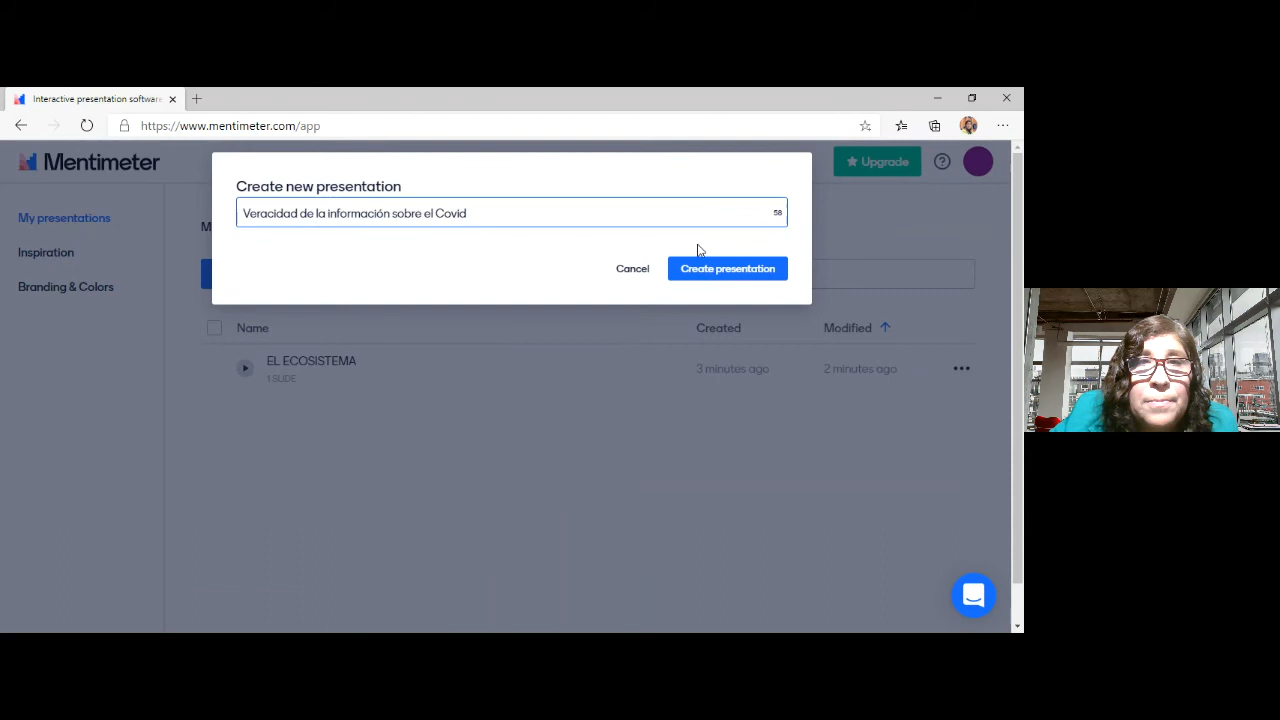 Interactive presentation software
https://www.mentimeter.com/app
Mentimeter
Upgrade
My presentations
Inspiration
Branding & Colors
Create new presentation
Veracidad de la información sobre el Covid
58
Cancel
Create presentation
Name
Created
Modified
EL ECOSISTEMA
1 SLIDE
3 minutes ago
2 minutes ago